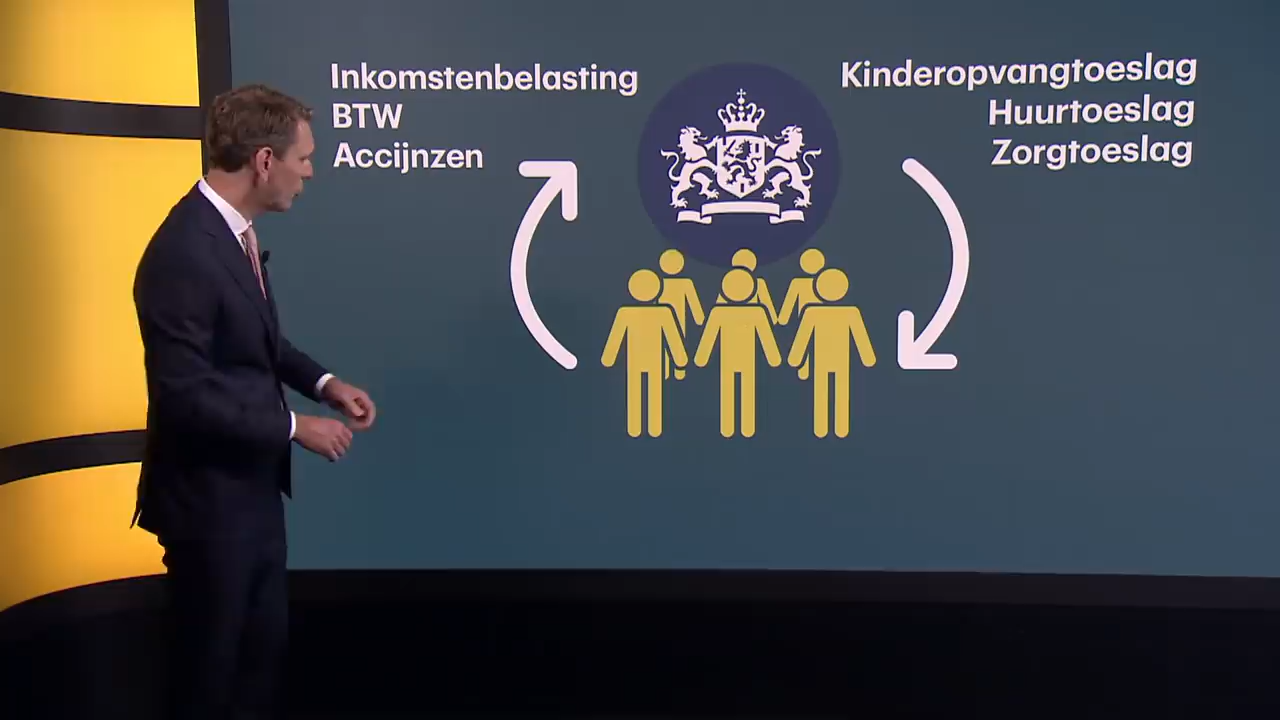 Inkomstenbelasting
BTW
Accijnzen
Kinderopvangtoeslag
Huurtoeslag
Zorgtoeslag